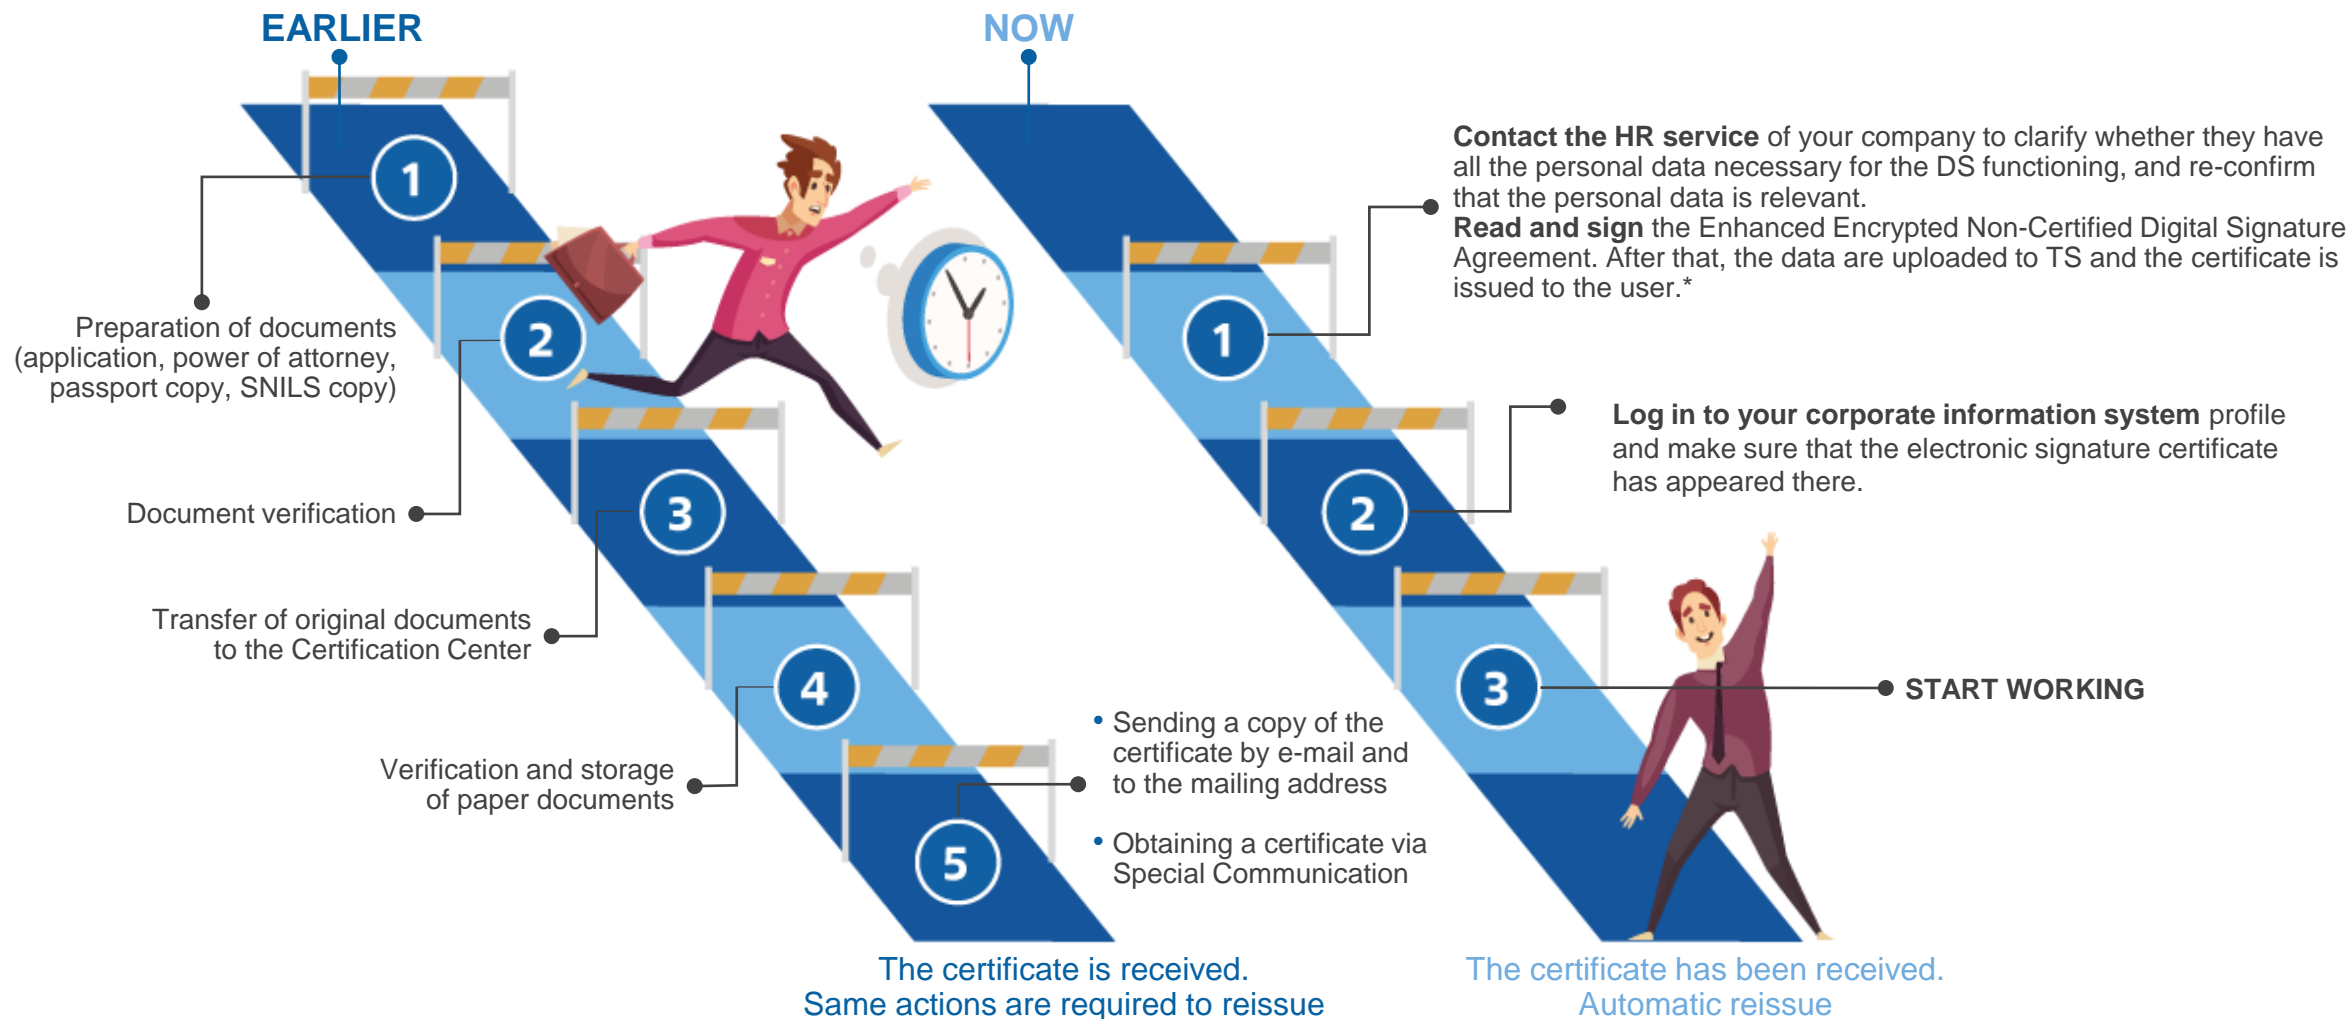 EARLIER
1
Preparation of documents
(application, power of attorney,
passport copy, SNILS copy)
2
Document verification
3
Transfer of original documents
to the Certification Center
4
Verification and storage
of paper documents
5
• Sending a copy of the
certificate by e-mail and
to the mailing address
• Obtaining a certificate via
Special Communication
The certificate is received.
Same actions are required to reissue
NOW
1
Contact the HR service of your company to clarify whether they have
all the personal data necessary for the DS functioning, and re-confirm
that the personal data is relevant.
Read and sign the Enhanced Encrypted Non-Certified Digital Signature
Agreement. After that, the data are uploaded to TS and the certificate is
issued to the user.*
2
Log in to your corporate information system profile
and make sure that the electronic signature certificate
has appeared there.
3
START WORKING
The certificate has been received.
Automatic reissue